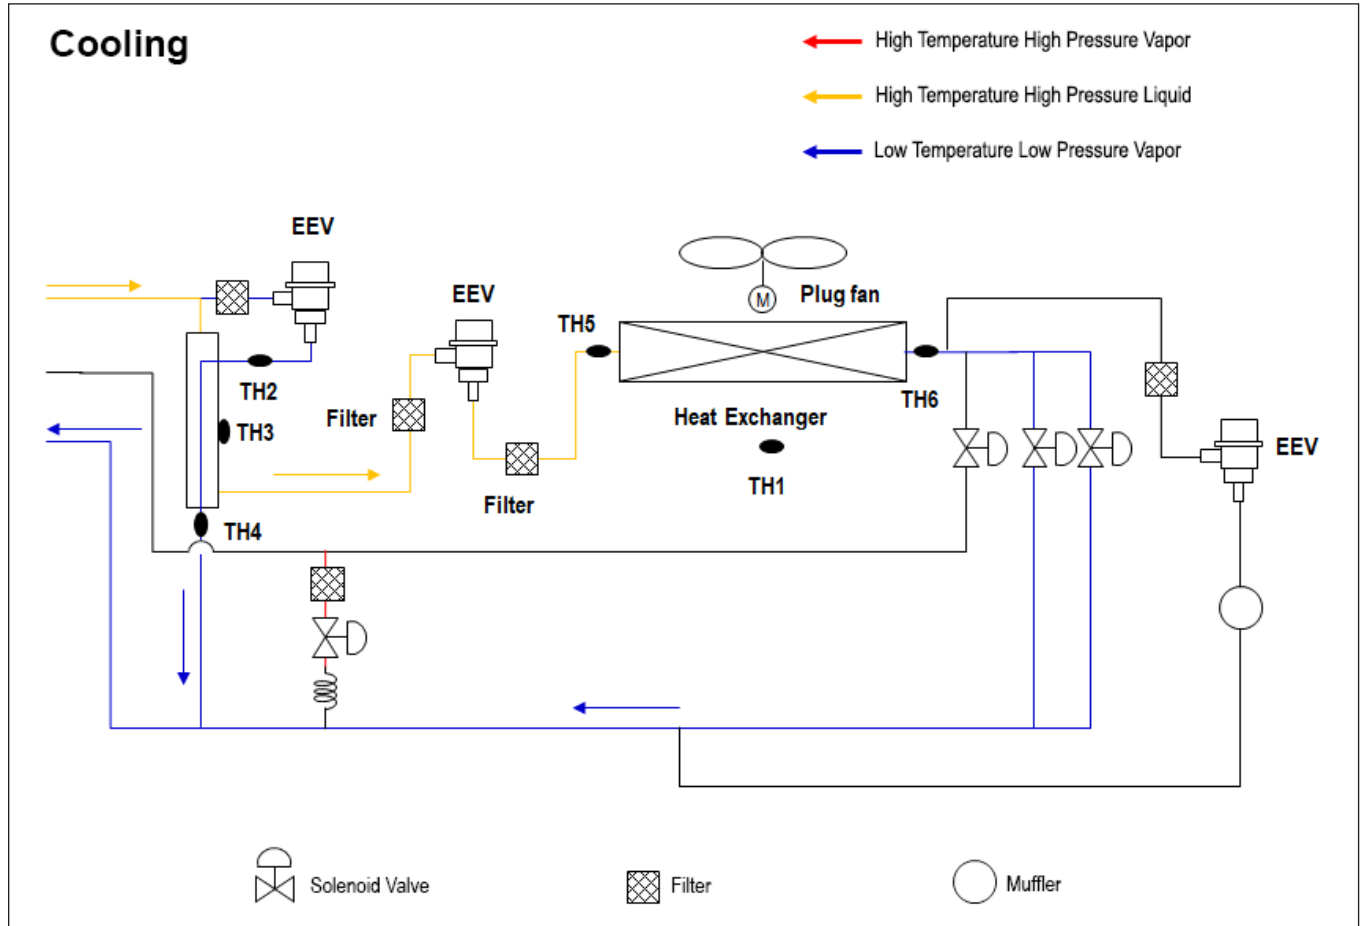 Cooling
High Temperature High Pressure Vapor
High Temperature High Pressure Liquid
Low Temperature Low Pressure Vapor
EEV
EEV
Plug fan
M
TH5
TH2
TH6
Filter
Heat Exchanger
TH3
EEV
TH1
Filter
TH4
Solenoid Valve
Filter
Muffler